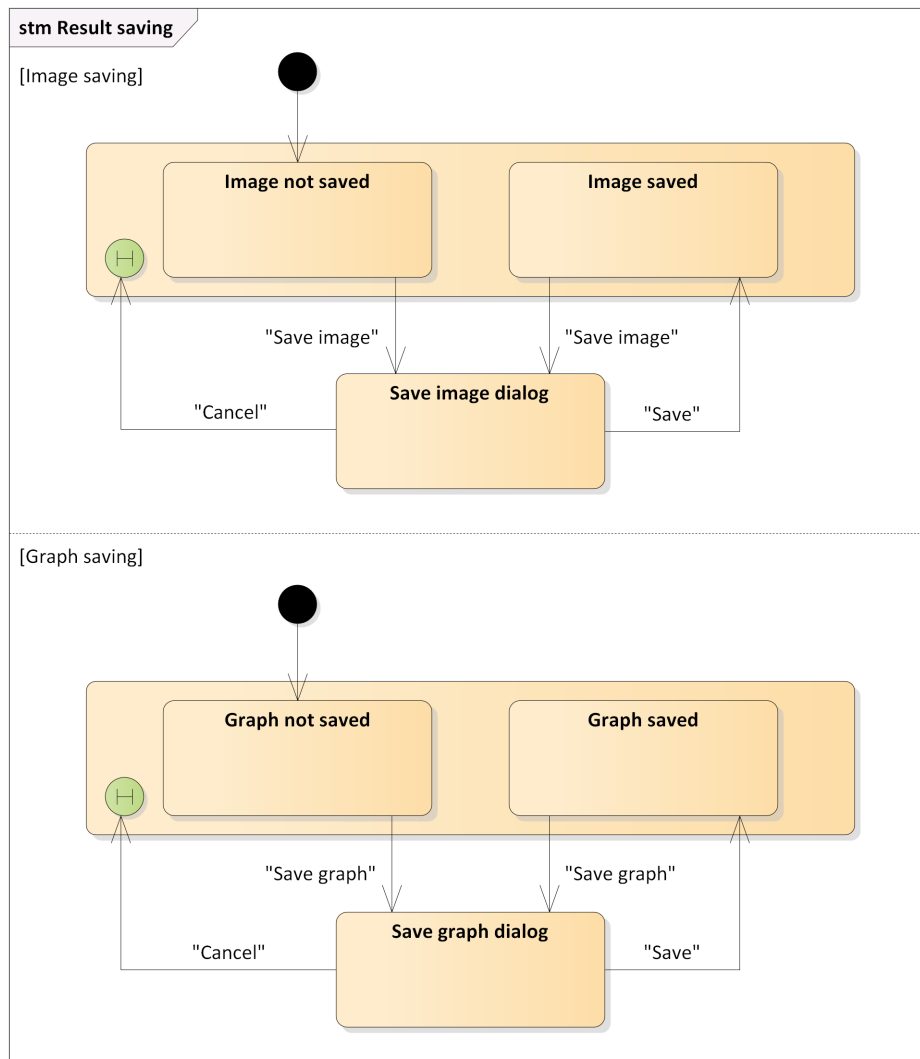 stm Result saving
[Image saving]
Image not saved
Image saved
H
"Save image"
"Save image"
Save image dialog
"Cancel"
"Save"
[Graph saving]
Graph not saved
Graph saved
H
"Save graph"
"Save graph"
Save graph dialog
"Cancel"
"Save"